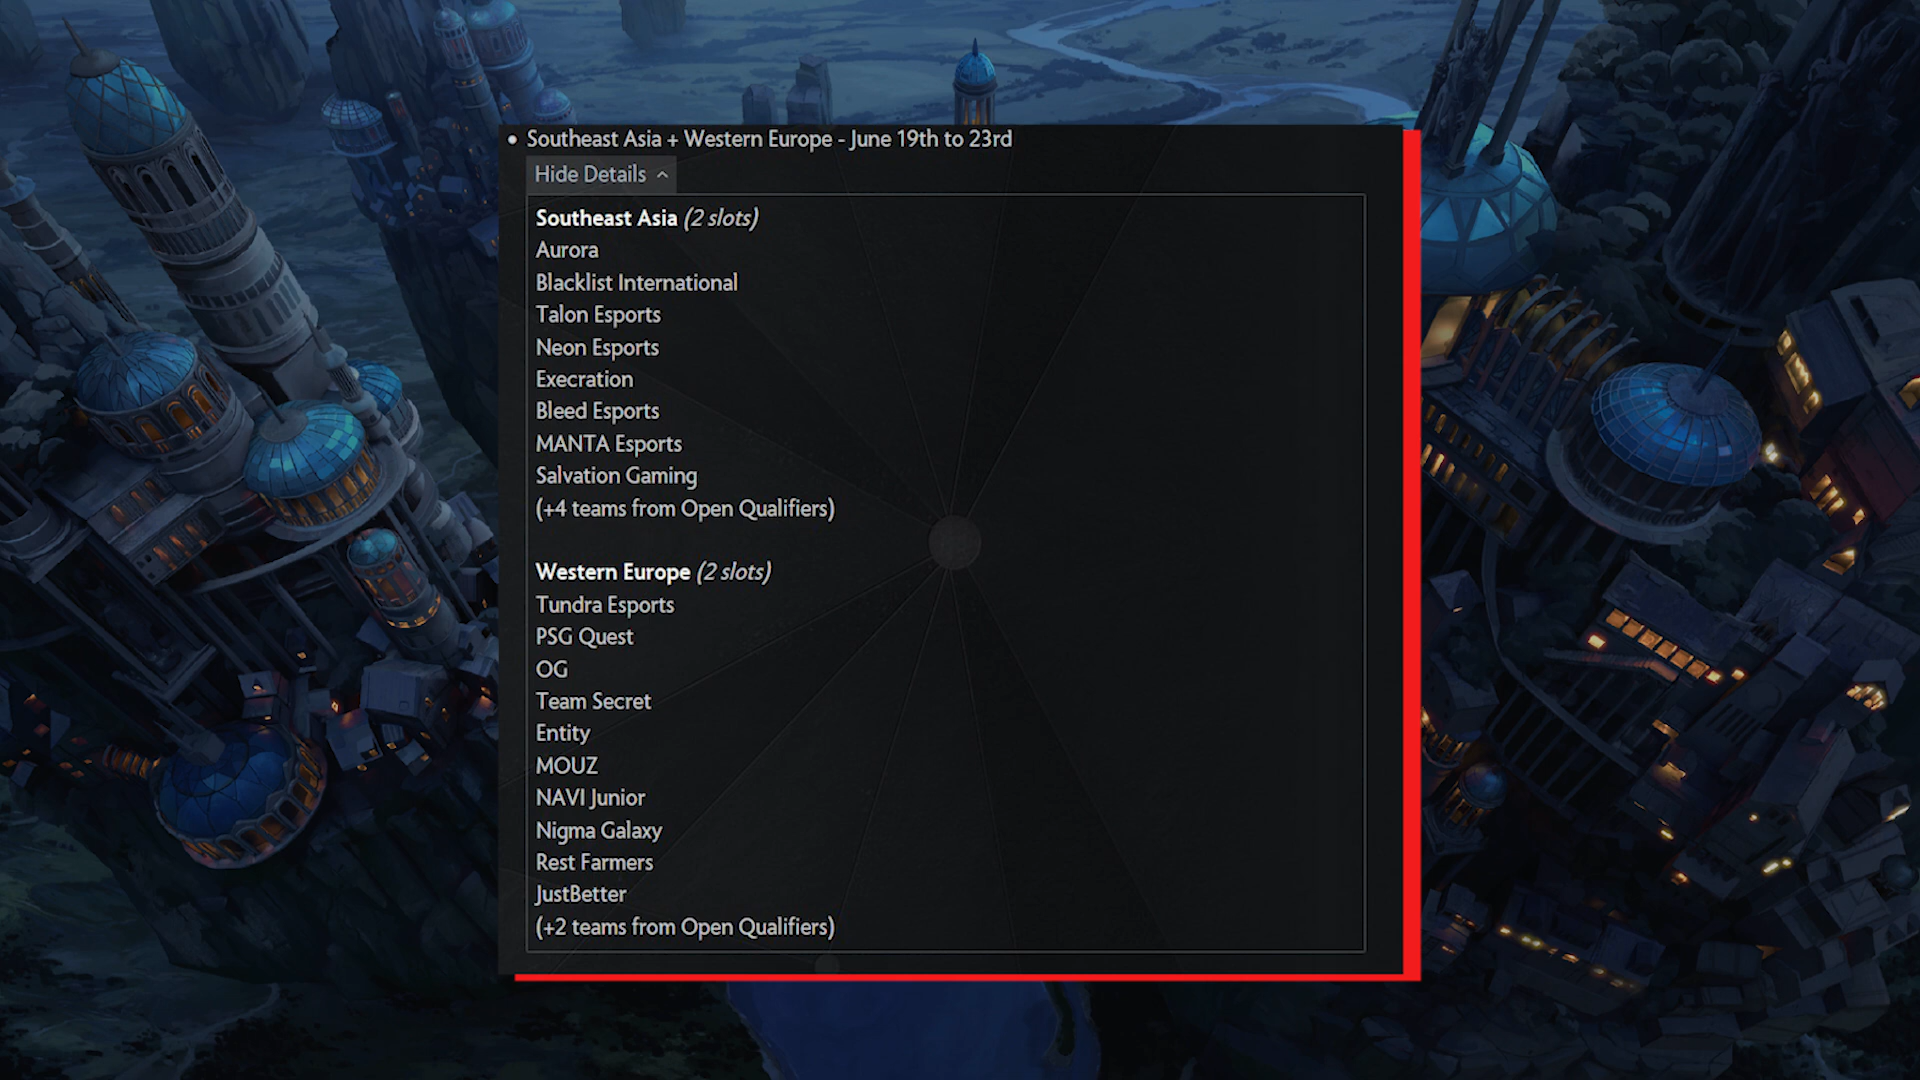 • Southeast Asia + Western Europe - June 19th to 23rd
Hide Details ^
Southeast Asia (2 slots)
Aurora
Blacklist International
Talon Esports
Neon Esports
Execration
Bleed Esports
MANTA Esports
Salvation Gaming
(+4 teams from Open Qualifiers)
Western Europe (2 slots)
Tundra Esports
PSG Quest
OG
Team Secret
Entity
MOUZ
NAVI Junior
Nigma Galaxy
Rest Farmers
JustBetter
(+2 teams from Open Qualifiers)